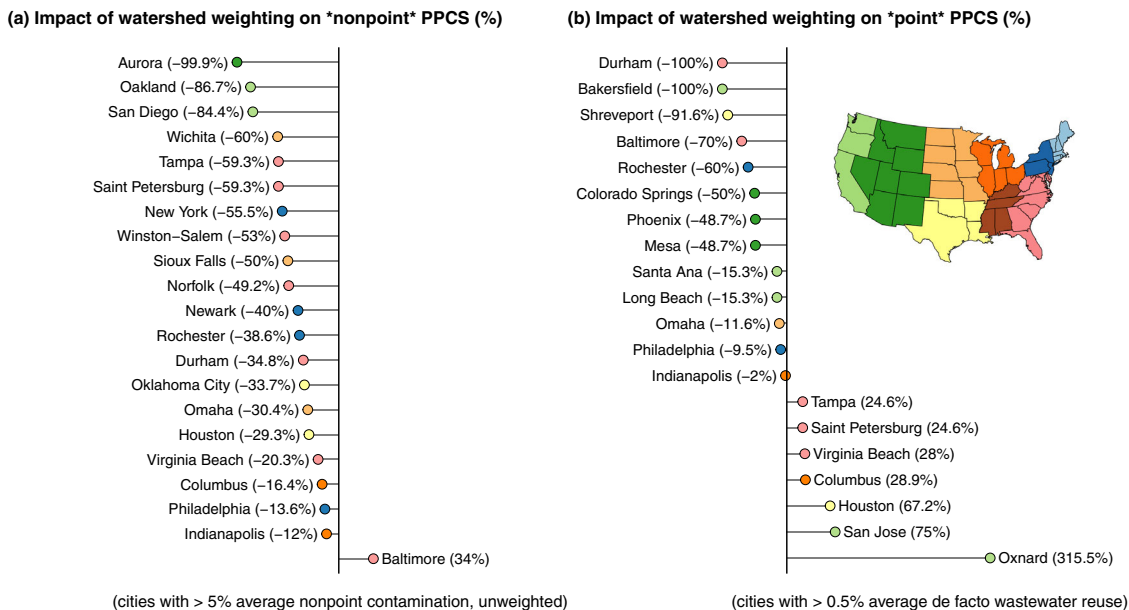 (a) Impact of watershed weighting on *nonpoint* PPCS (%)
Aurora (−99.9%)
Oakland (−86.7%)
San Diego (−84.4%)
Wichita (−60%)
Tampa (−59.3%)
Saint Petersburg (−59.3%)
New York (−55.5%)
Winston−Salem (−53%)
Sioux Falls (−50%)
Norfolk (−49.2%)
Newark (−40%)
Rochester (−38.6%)
Durham (−34.8%)
Oklahoma City (−33.7%)
Omaha (−30.4%)
Houston (−29.3%)
Virginia Beach (−20.3%)
Columbus (−16.4%)
Philadelphia (−13.6%)
Indianapolis (−12%)
Baltimore (34%)
(cities with > 5% average nonpoint contamination, unweighted)
(b) Impact of watershed weighting on *point* PPCS (%)
Durham (−100%)
Bakersfield (−100%)
Shreveport (−91.6%)
Baltimore (−70%)
Rochester (−60%)
Colorado Springs (−50%)
Phoenix (−48.7%)
Mesa (−48.7%)
Santa Ana (−15.3%)
Long Beach (−15.3%)
Omaha (−11.6%)
Philadelphia (−9.5%)
Indianapolis (−2%)
Tampa (24.6%)
Saint Petersburg (24.6%)
Virginia Beach (28%)
Columbus (28.9%)
Houston (67.2%)
San Jose (75%)
Oxnard (315.5%)
(cities with > 0.5% average de facto wastewater reuse)